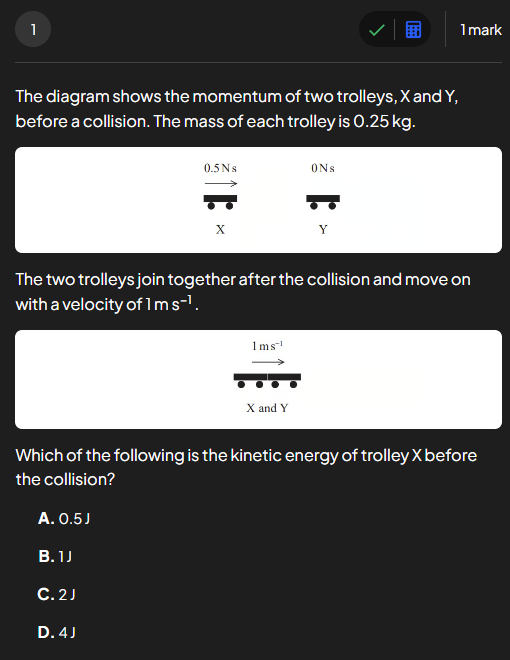 1
1 mark
The diagram shows the momentum of two trolleys, X and Y,
before a collision. The mass of each trolley is 0.25 kg.
0.5 N s
0 N s
X
Y
The two trolleys join together after the collision and move on
with a velocity of 1 m s⁻¹.
1 m s⁻¹
X and Y
Which of the following is the kinetic energy of trolley X before
the collision?
A. 0.5 J
B. 1 J
C. 2 J
D. 4 J